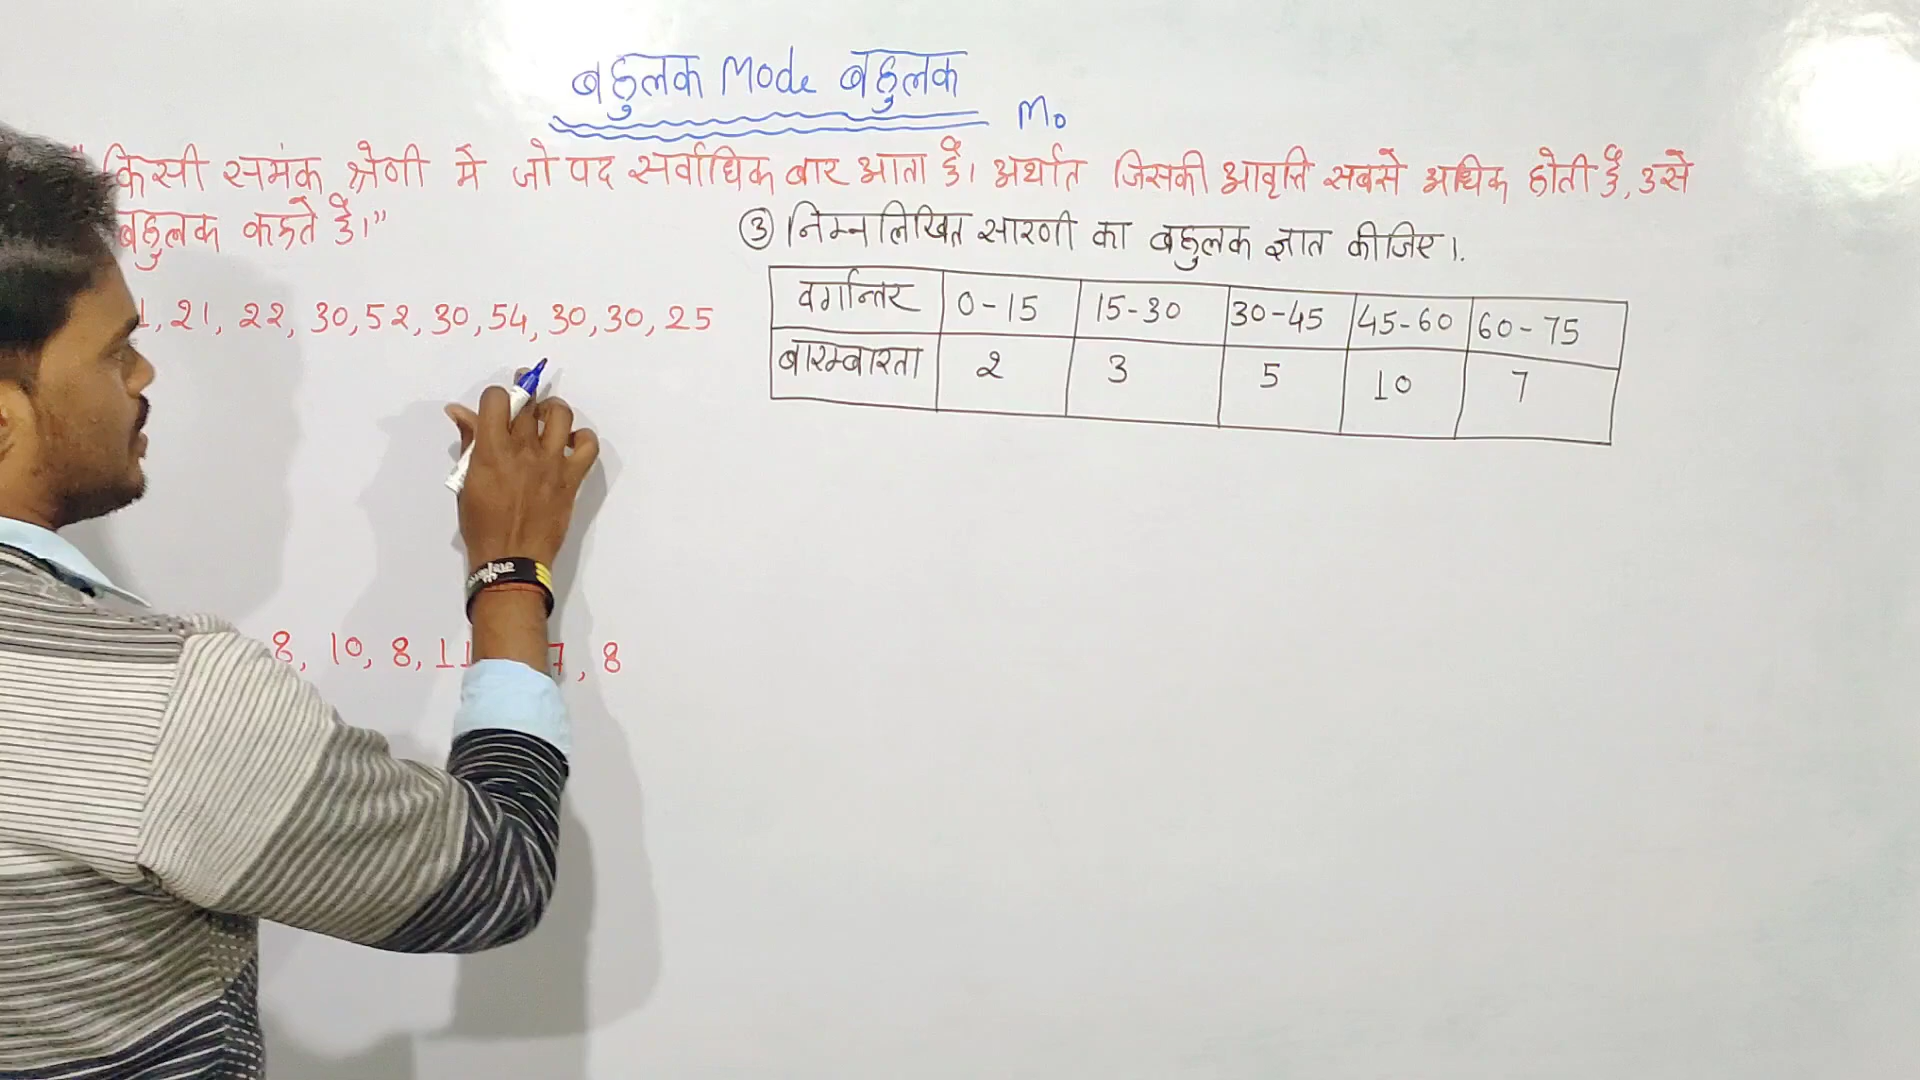 बहुलक Mode बहुलक
Mo
"किसी समंक श्रेणी में जो पद सर्वाधिक बार आता है। अर्थात जिसकी आवृत्ति सबसे अधिक होती है, उसे
बहुलक कहते है।"
1, 21, 22, 30, 52, 30, 54, 30, 30, 25
8, 10, 8, 11 7, 8
③ निम्नलिखित सारणी का बहुलक ज्ञात कीजिए।.
वर्गान्तर 0-15 15-30 30-45 45-60 60-75
बारम्बारता 2 3 5 10 7